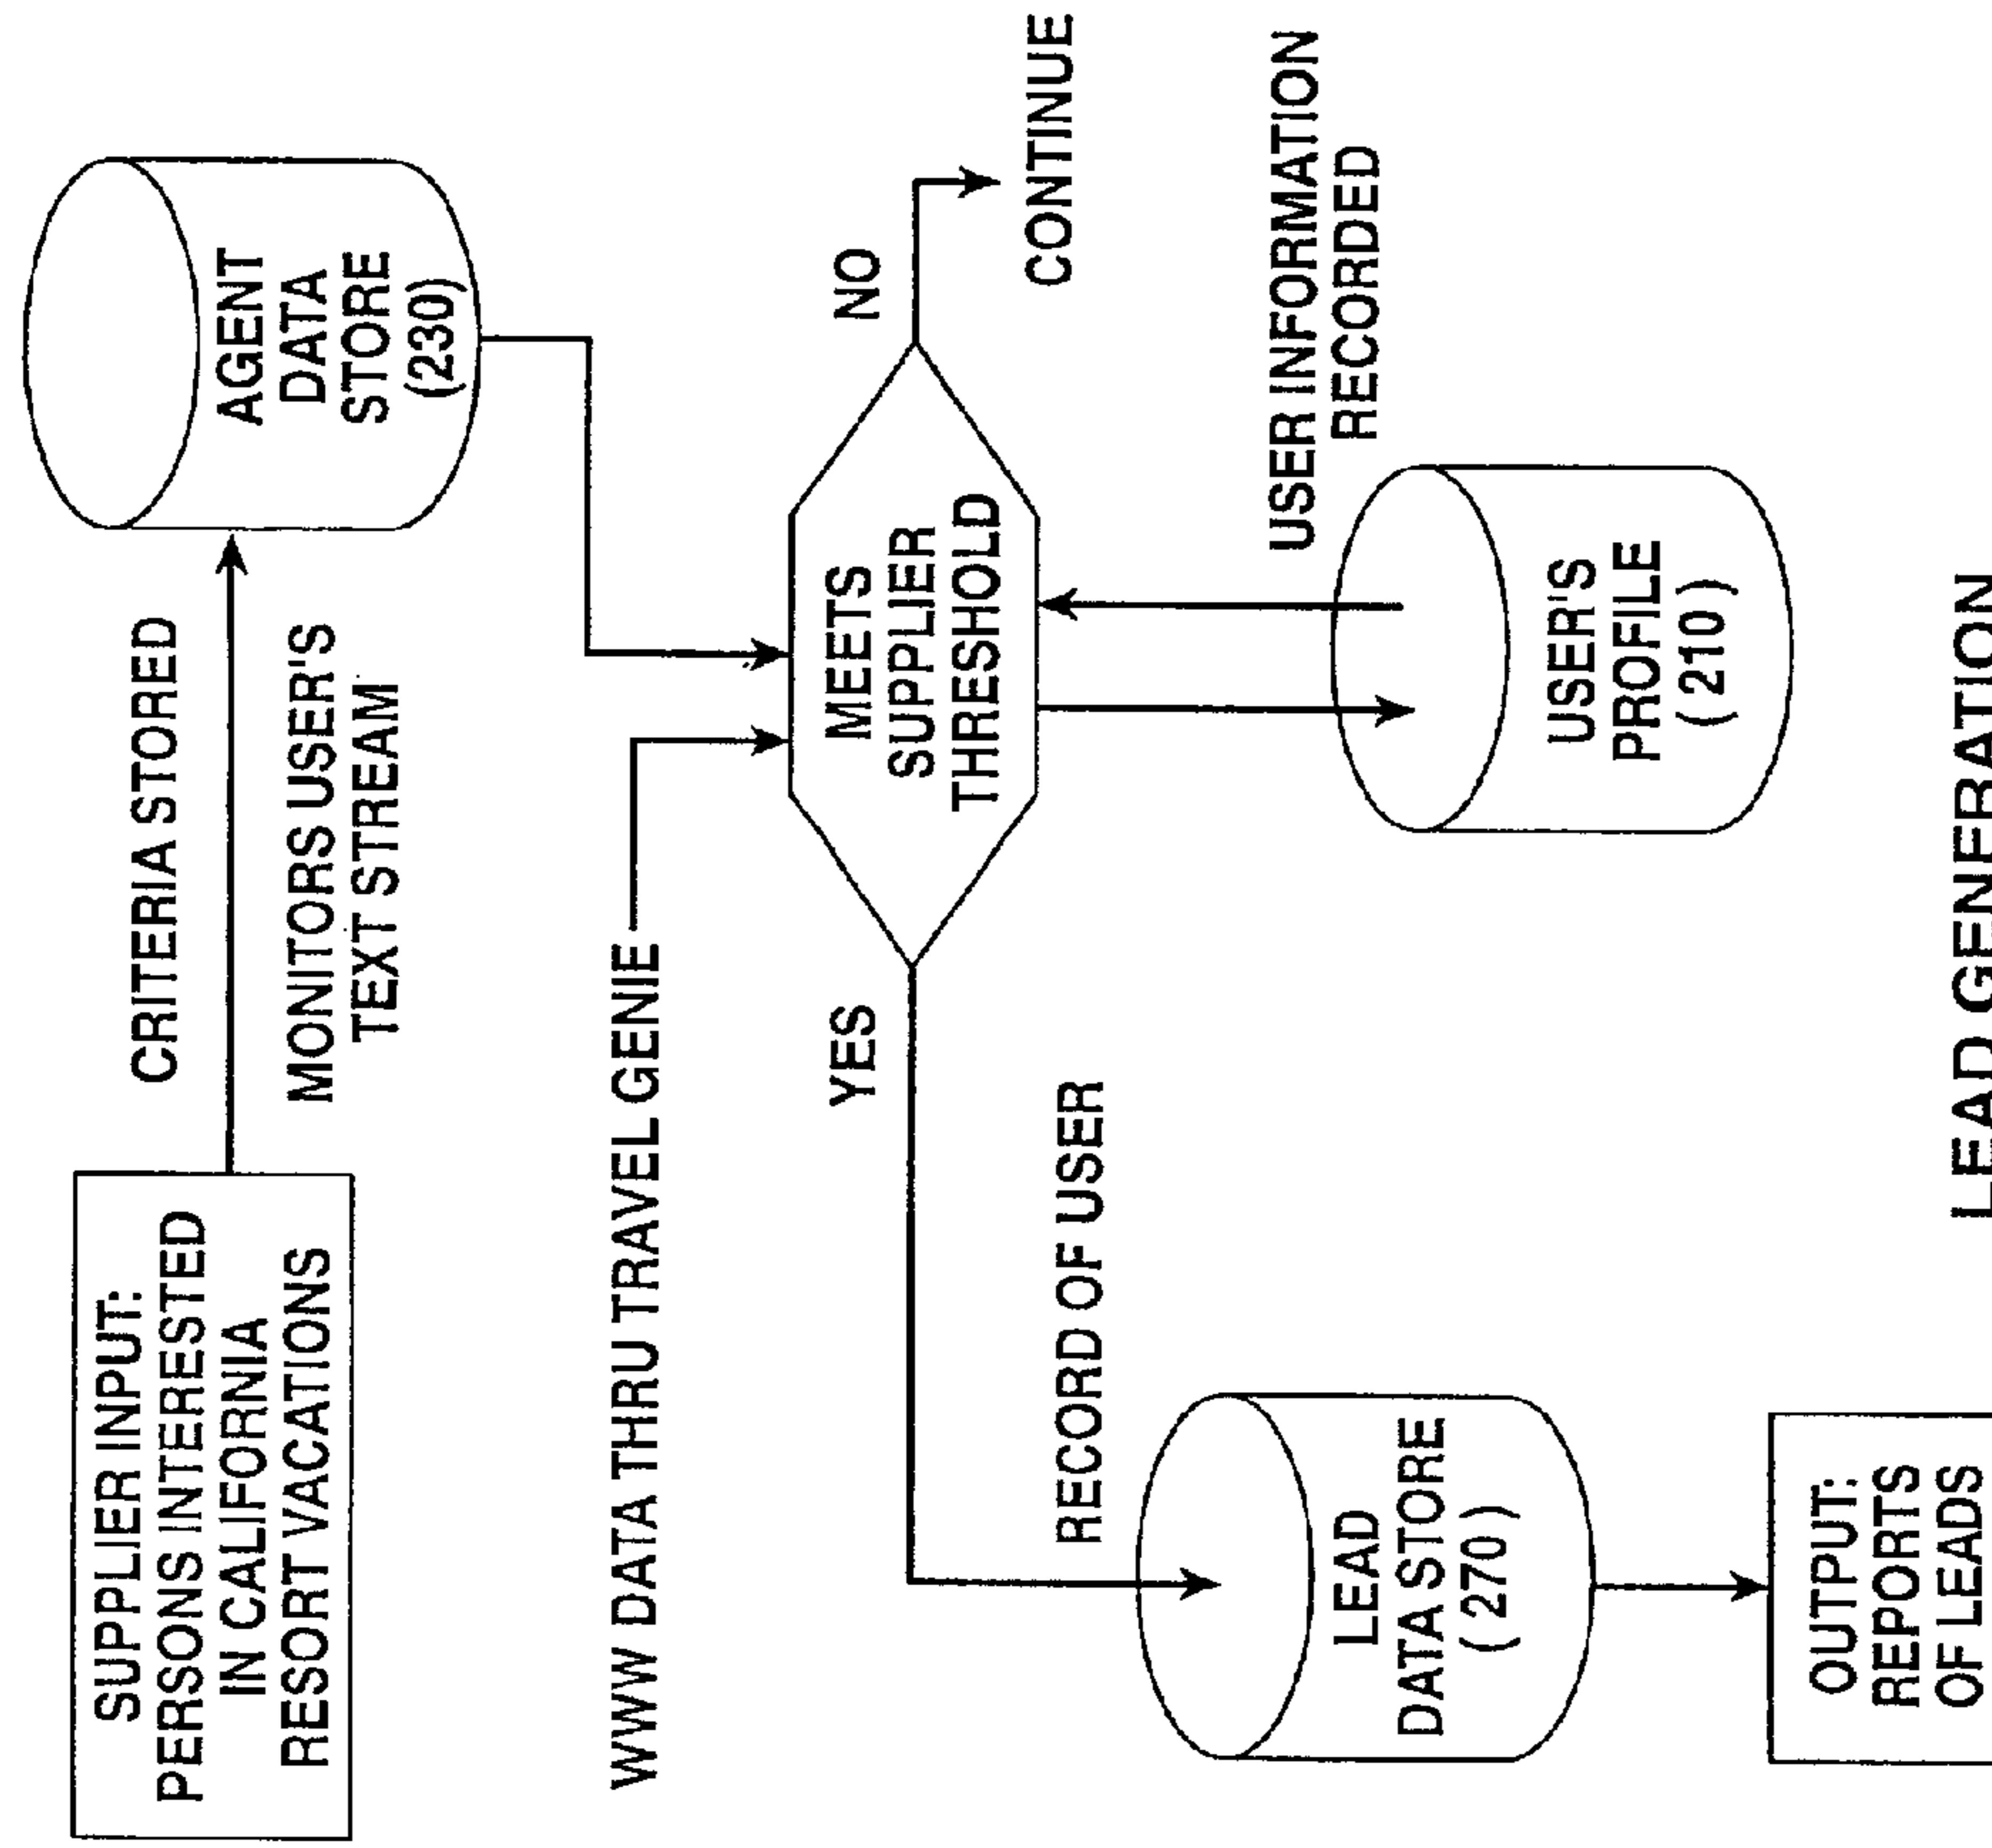 SUPPLIER INPUT:
PERSONS INTERESTED
IN CALIFORNIA
RESORT VACATIONS
CRITERIA STORED
MONITORS USER'S
TEXT STREAM
AGENT
DATA
STORE
(230)
WWW DATA THRU TRAVEL GENIE
MEETS
SUPPLIER
THRESHOLD
YES
NO
CONTINUE
RECORD OF USER
USER INFORMATION
RECORDED
LEAD
DATA STORE
(270)
USER'S
PROFILE
(210)
OUTPUT:
REPORTS
OF LEADS
LEAD GENERATION